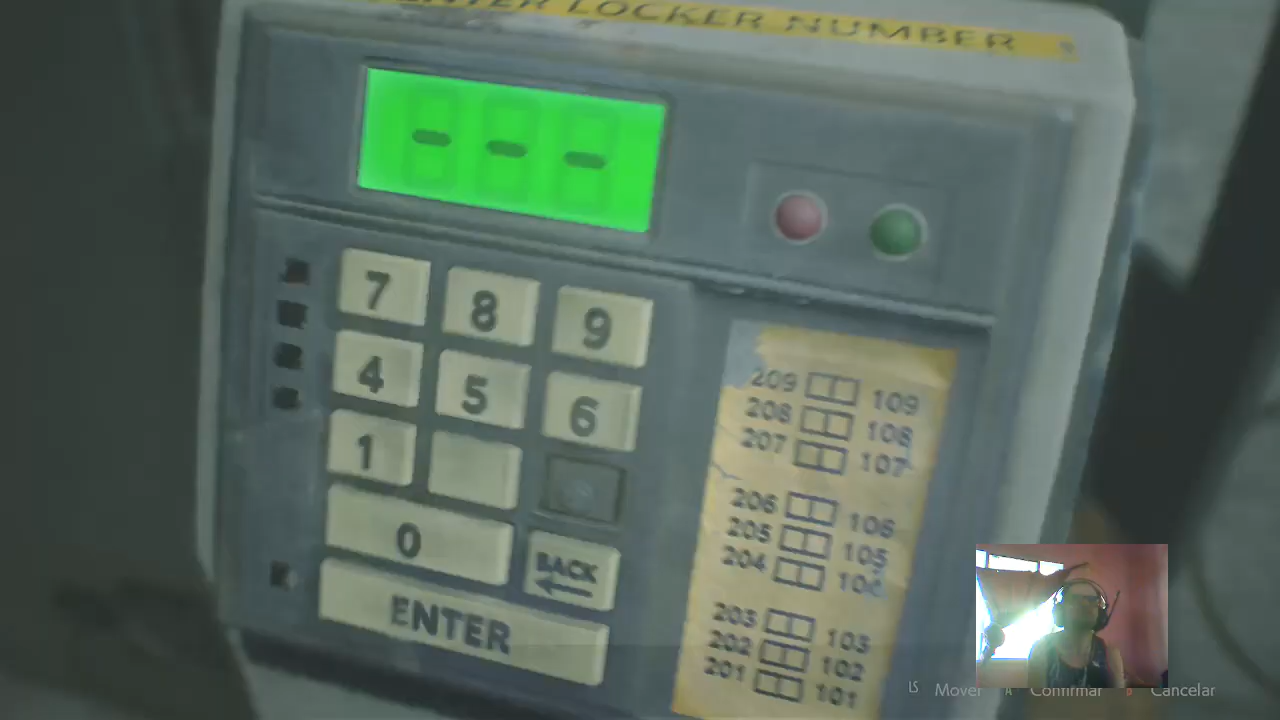 ENTER LOCKER NUMBER
- - -
7 8 9
4 5 6
1
0 BACK
ENTER
209 109
208 108
207 107
206 106
205 105
204
203 103
202 102
201 101
LS Mover A Confirmar B Cancelar